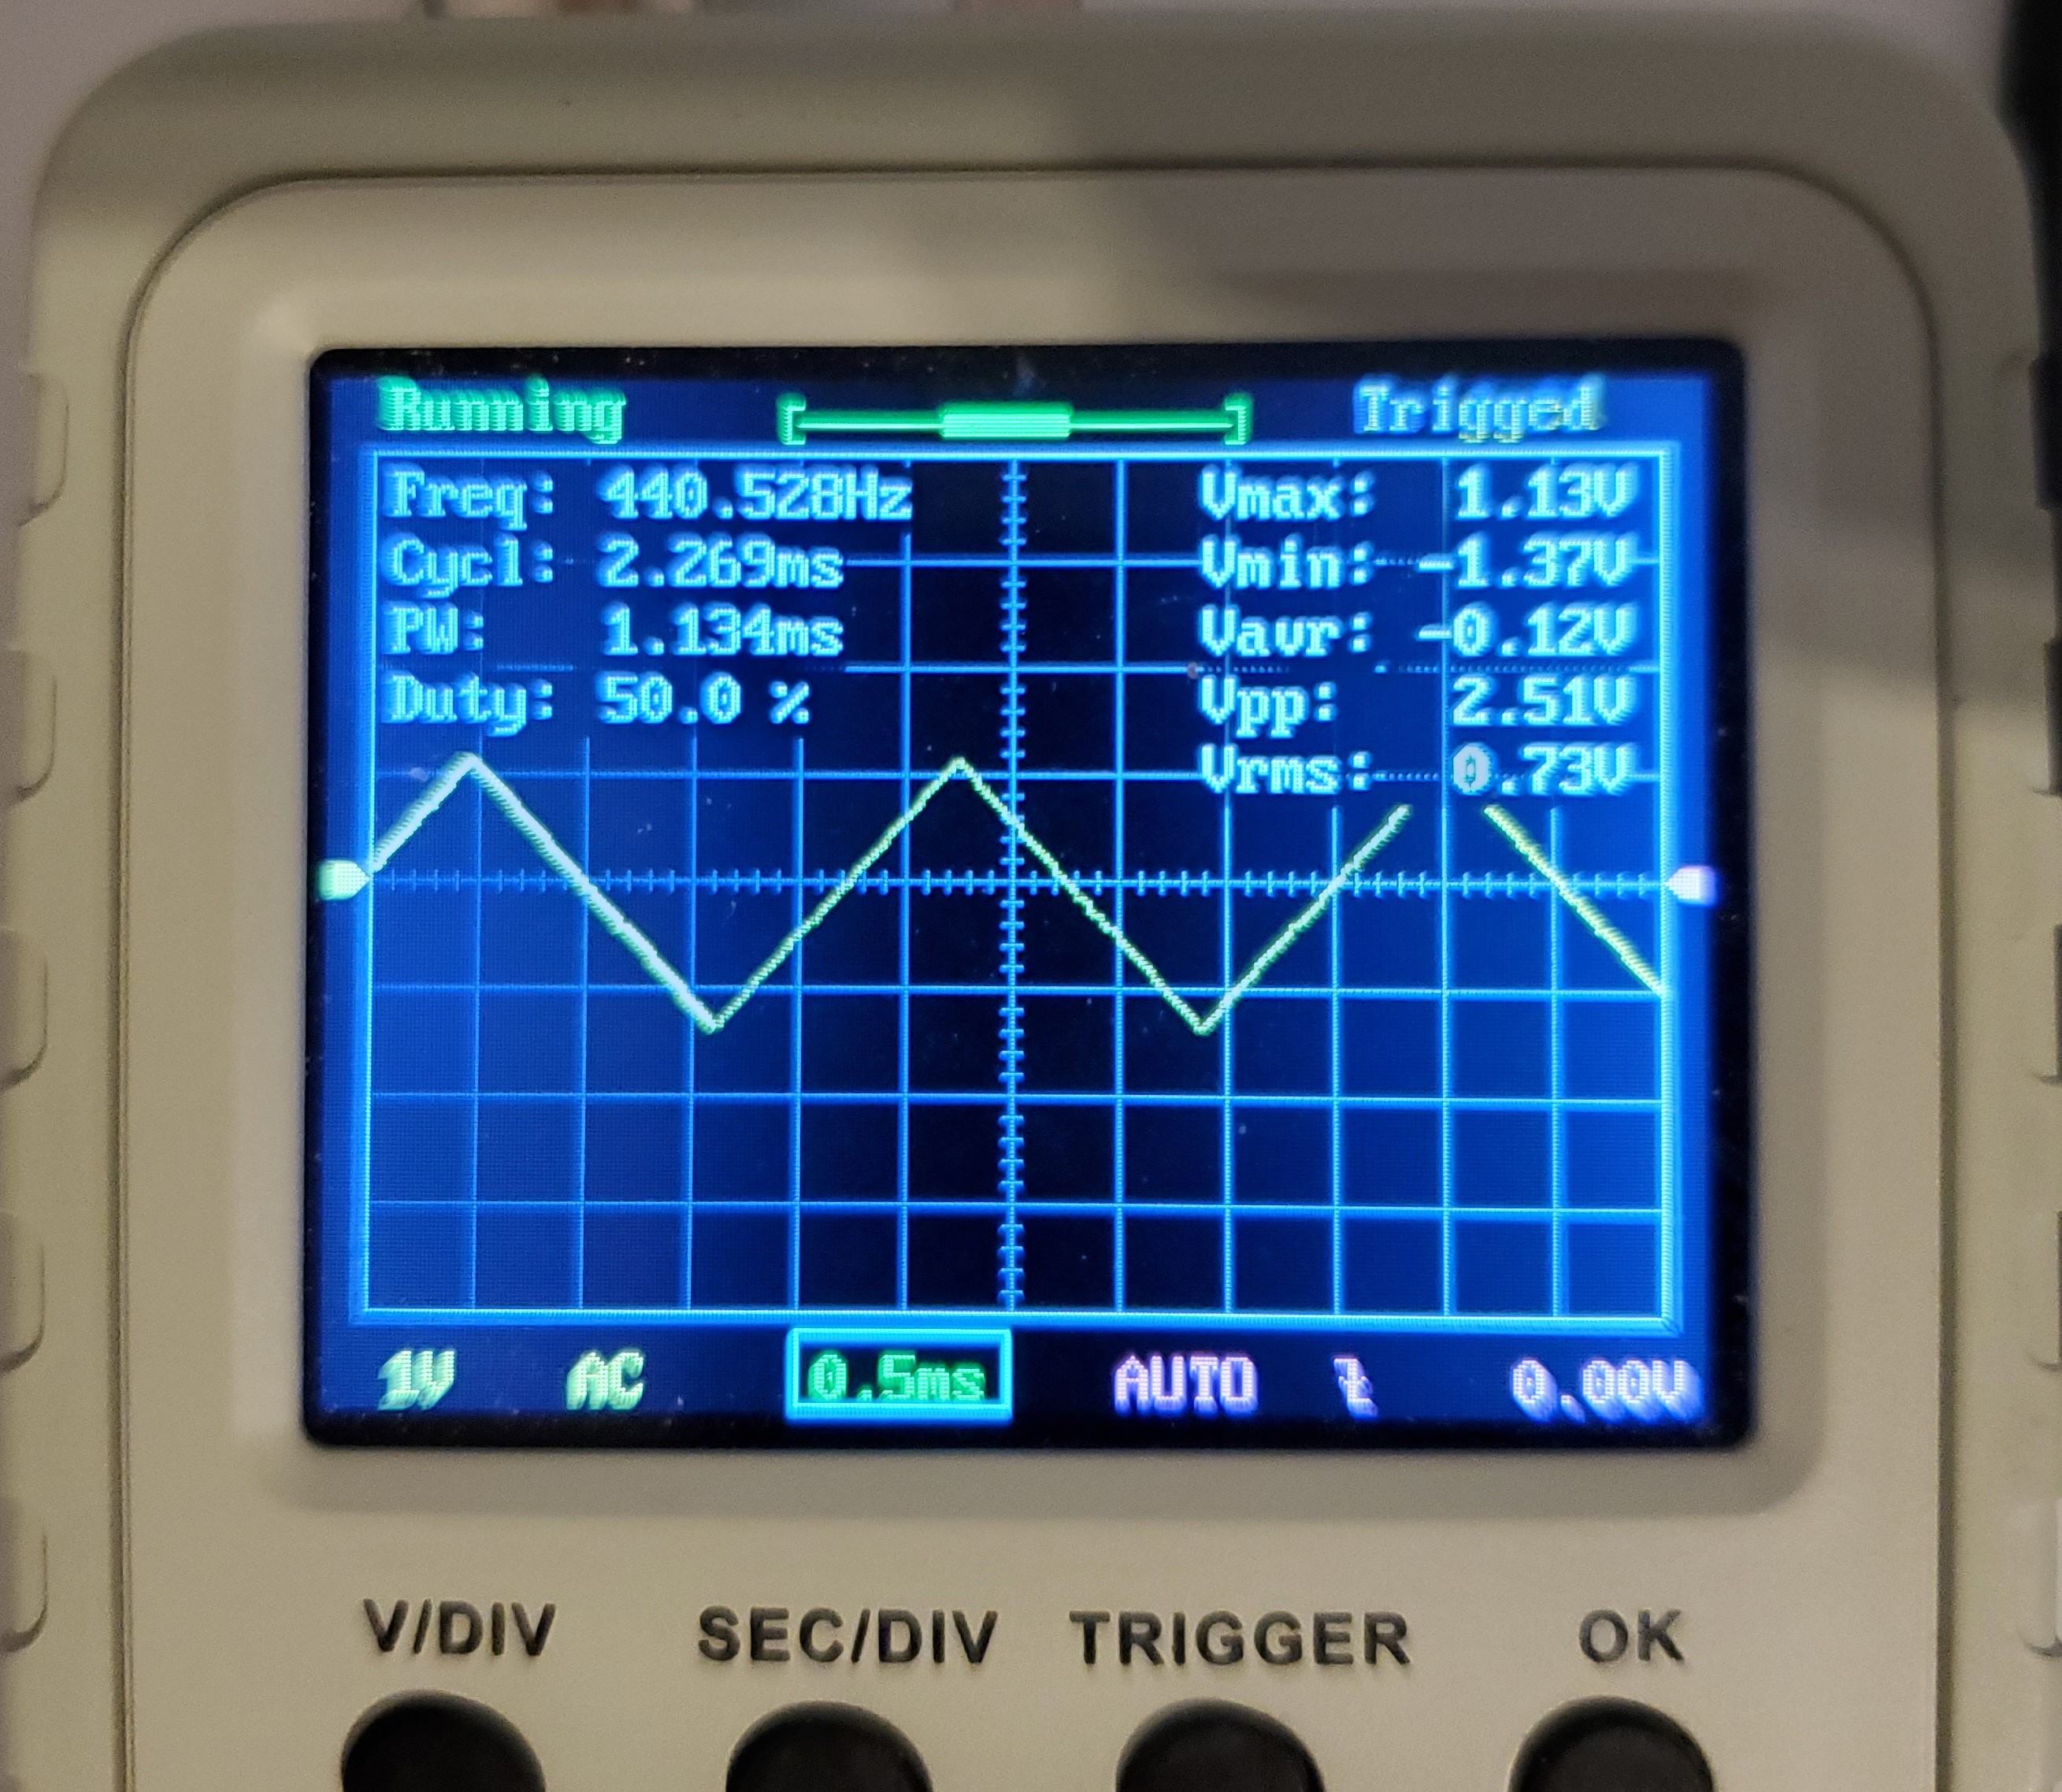 Running Trigged
Freq: 440.528Hz Vmax: 1.13V
Cycl: 2.269ms Vmin: -1.37V
PW: 1.134ms Vavr: -0.12V
Duty: 50.0 % Vpp: 2.51V
Vrms: 0.73V
1V AC 0.5ms AUTO 0.00V
V/DIV SEC/DIV TRIGGER OK